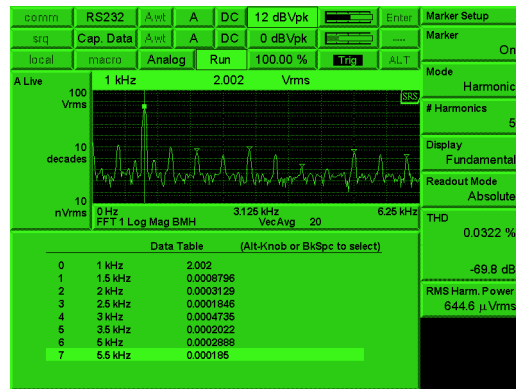 comm RS232 Awt A DC 12 dBVpk Enter Marker Setup
srq Cap. Data Awt A DC 0 dBVpk ---- Marker
On
local macro Analog Run 100.00 % Trig ALT
Mode
Harmonic
A Live 1 kHz 2.002 Vrms
100
Vrms
SRS
# Harmonics
5
Display
Fundamental
10
decades
Readout Mode
Absolute
10
nVrms
0 Hz 3.125 kHz 6.25 kHz
FFT 1 Log Mag BMH VecAvg 20
THD
0.0322 %
-69.8 dB
RMS Harm. Power
644.6 µVrms
Data Table (Alt-Knob or BkSpc to select)
0 1 kHz 2.002
1 1.5 kHz 0.0008796
2 2 kHz 0.0003129
3 2.5 kHz 0.0001846
4 3 kHz 0.0004735
5 3.5 kHz 0.0002022
6 5 kHz 0.0002888
7 5.5 kHz 0.000185